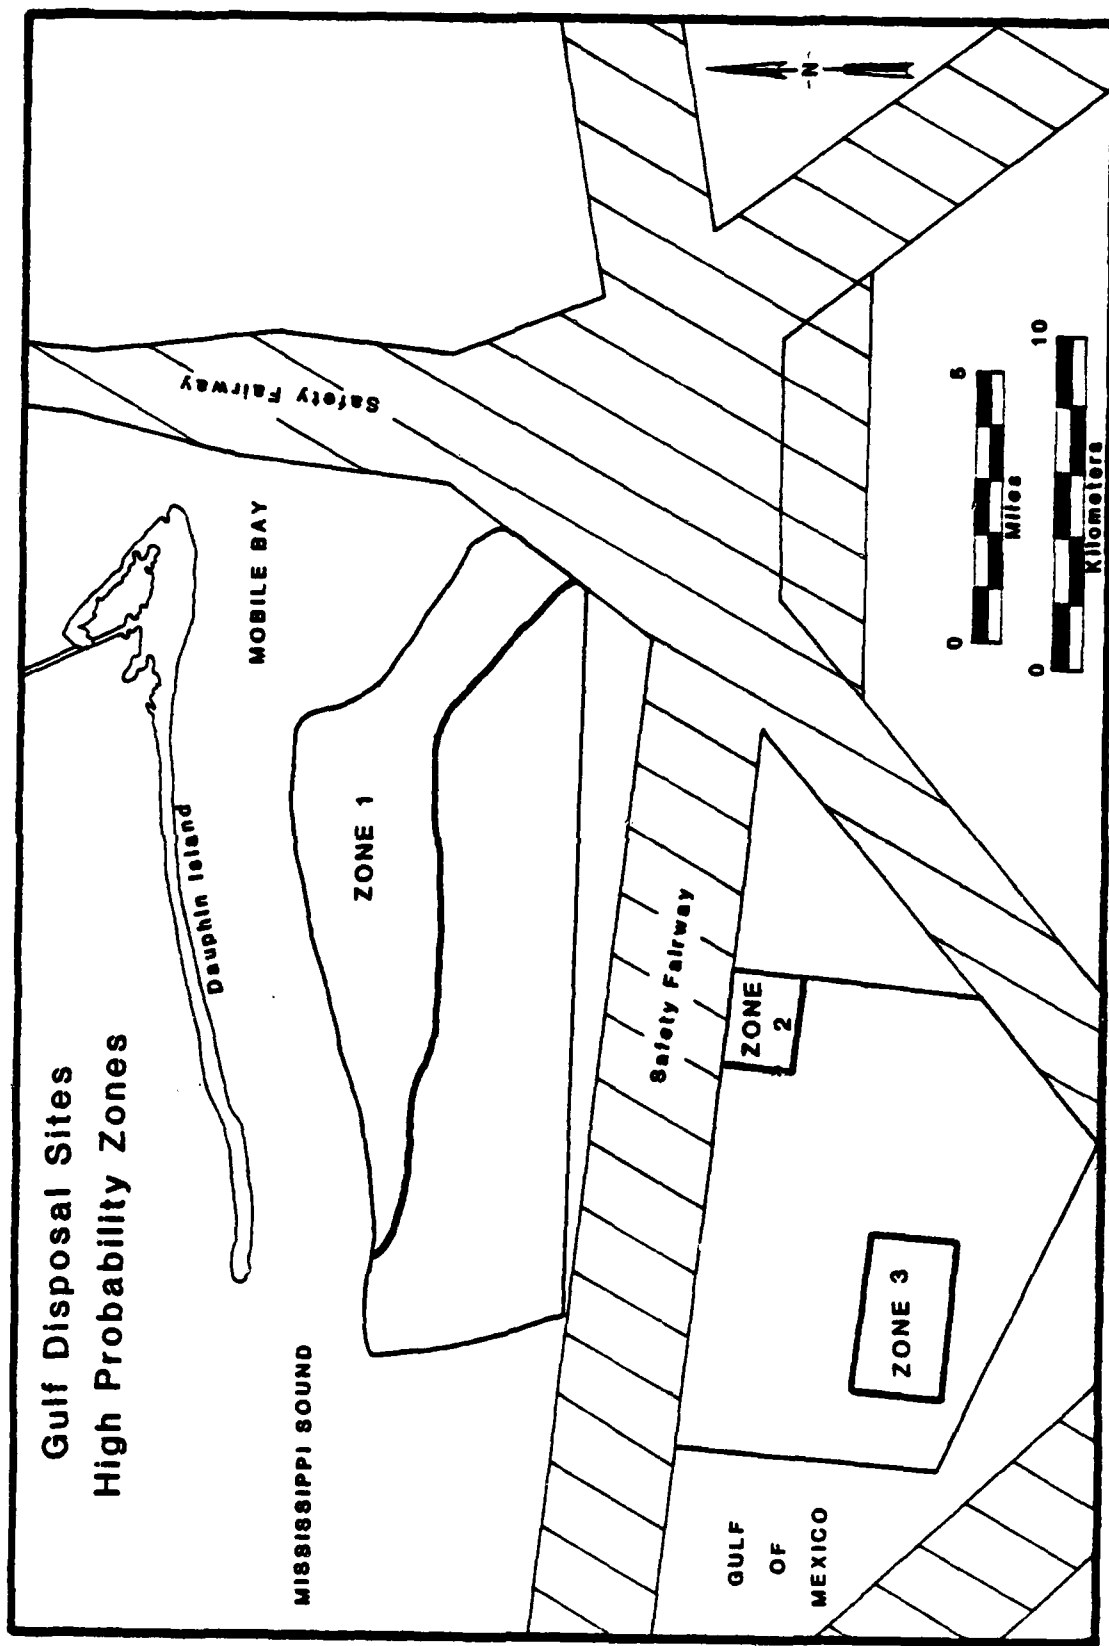 Gulf Disposal Sites
High Probability Zones
Dauphin Island
MISSISSIPPI SOUND
MOBILE BAY
Safety Fairway
ZONE 1
Safety Fairway
ZONE
2
ZONE 3
GULF
OF
MEXICO
-N-
0 5
Miles
0 10
Kilometers